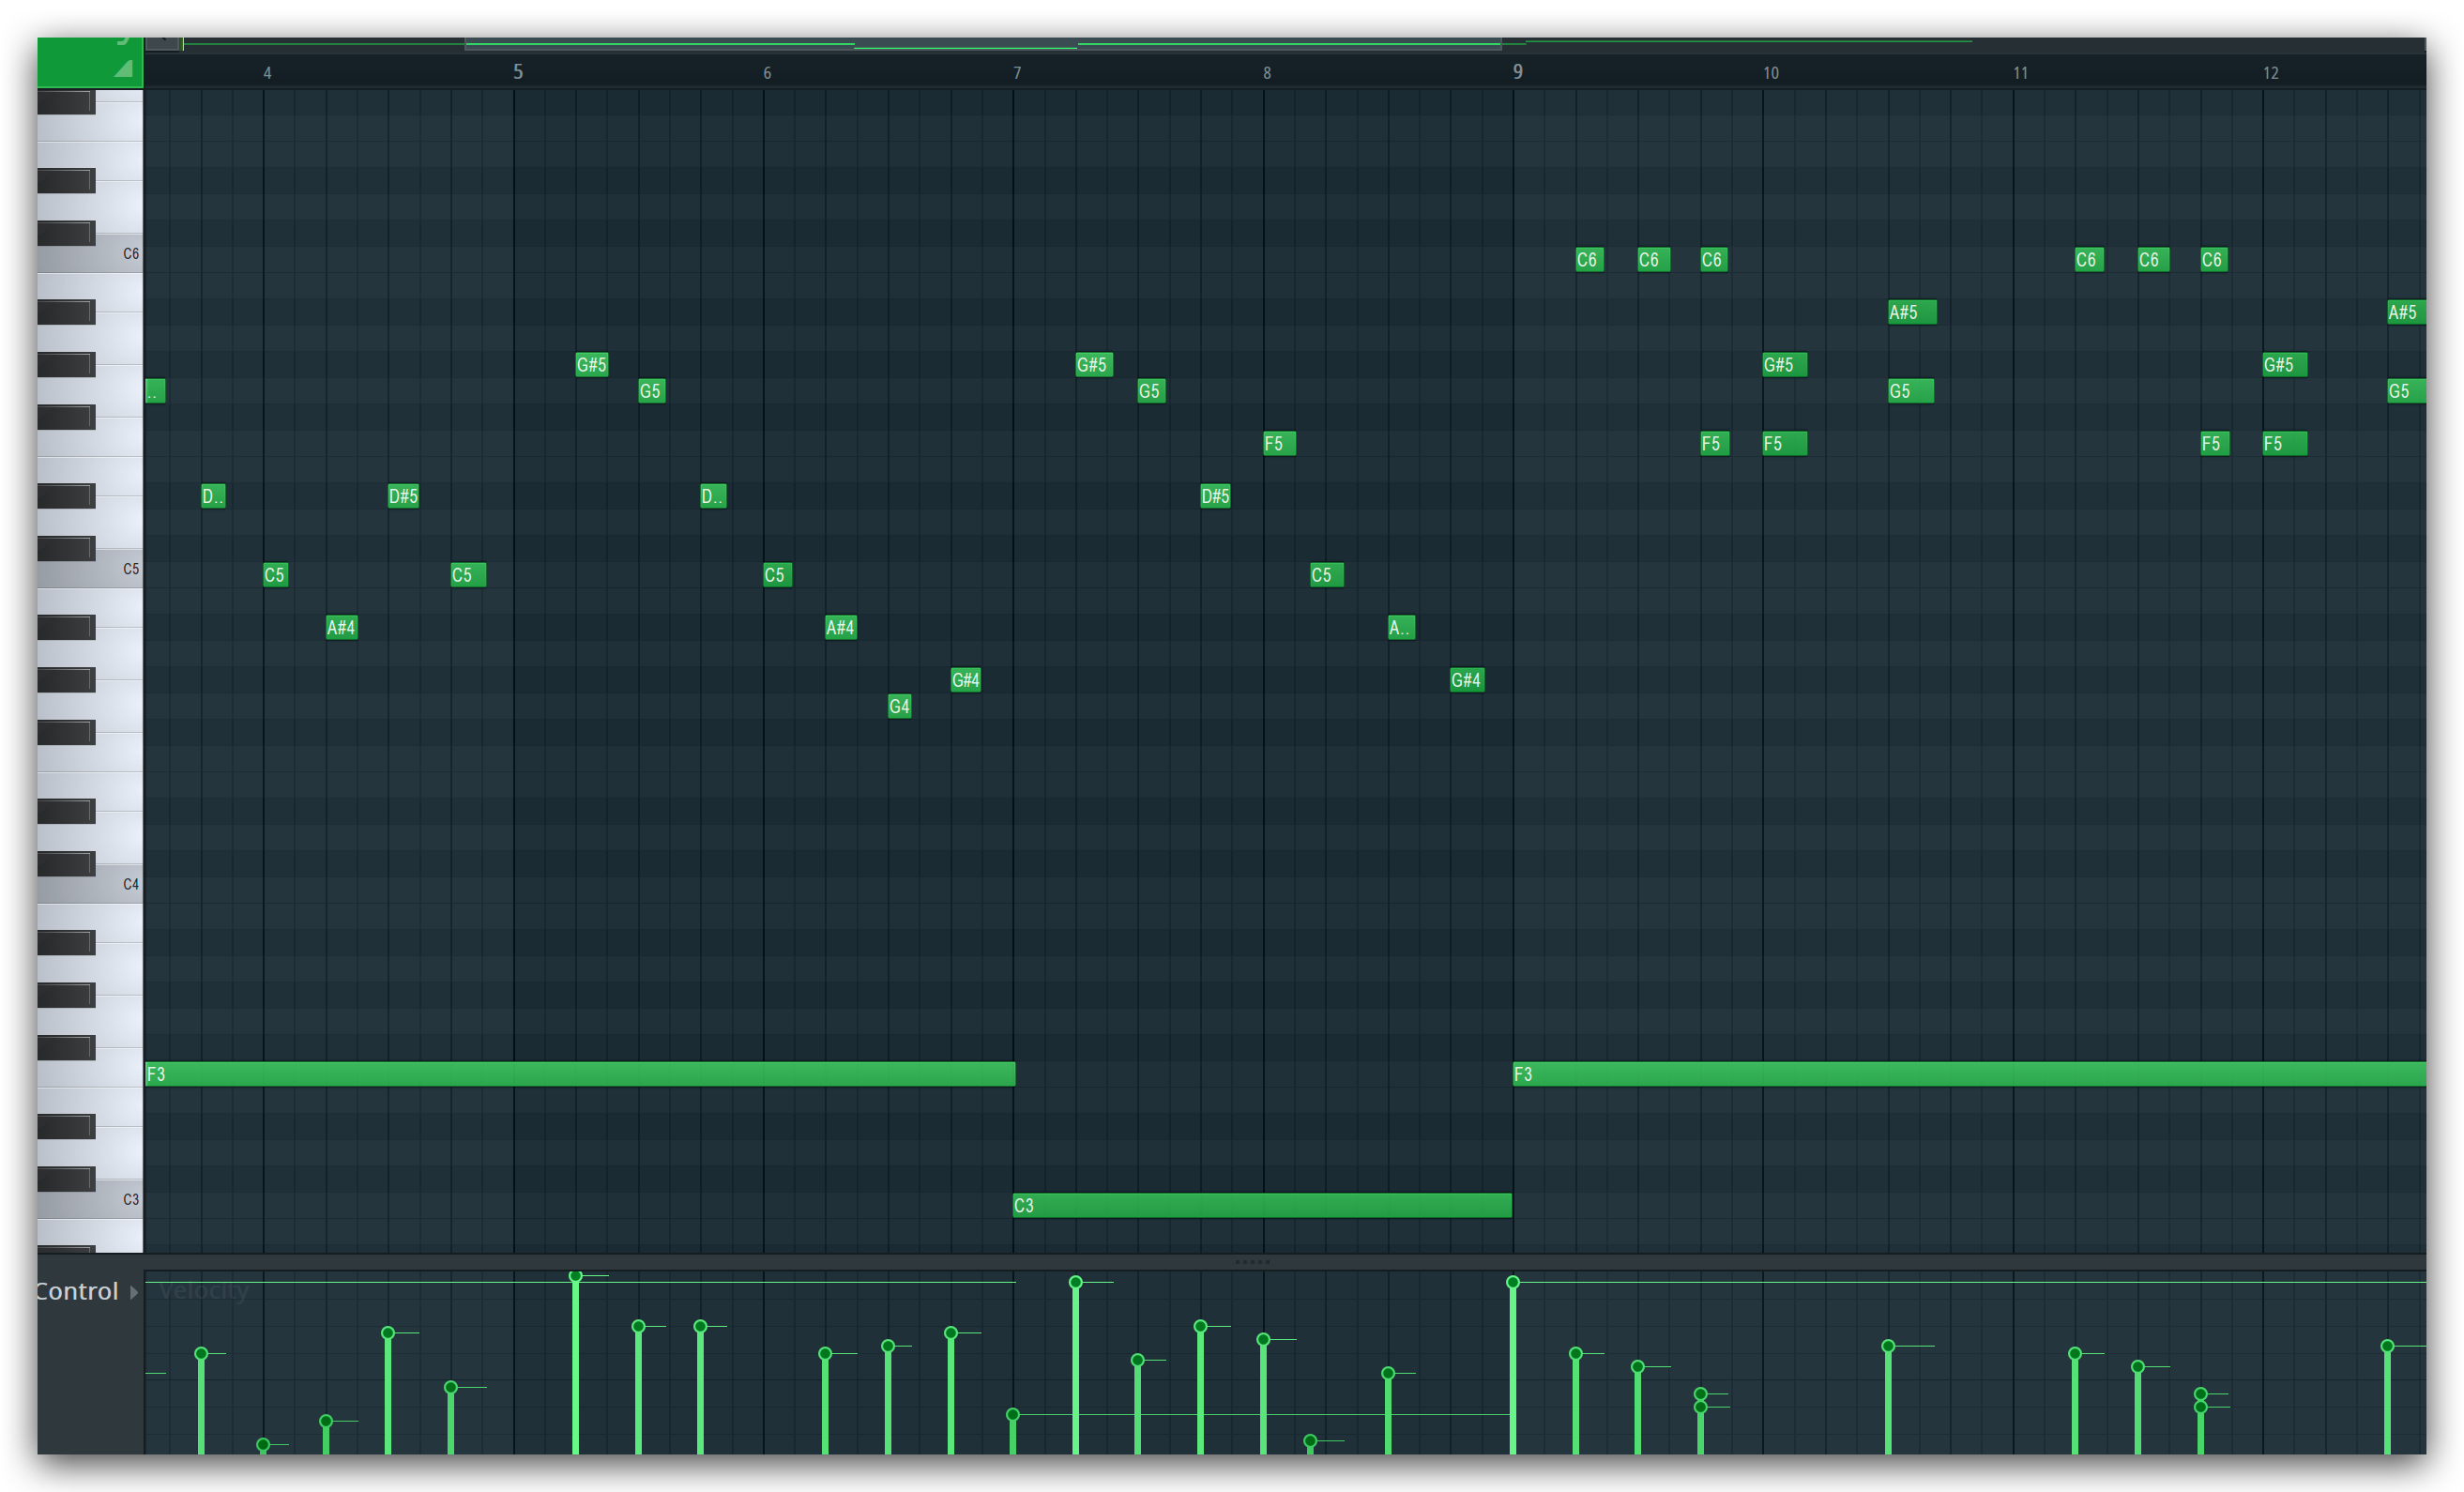 4 5 6 7 8 9 10 11 12
C6 C6 C6 C6 C6 C6 C6
A#5 A#5
G#5 G#5 G#5 G#5
.. G5 G5 G5 G5
F5 F5 F5 F5 F5
D.. D#5 D.. D#5
C5 C5 C5 C5 C5
A#4 A#4 A..
G#4 G#4
G4
C4
F3 F3
C3 C3
Control Velocity